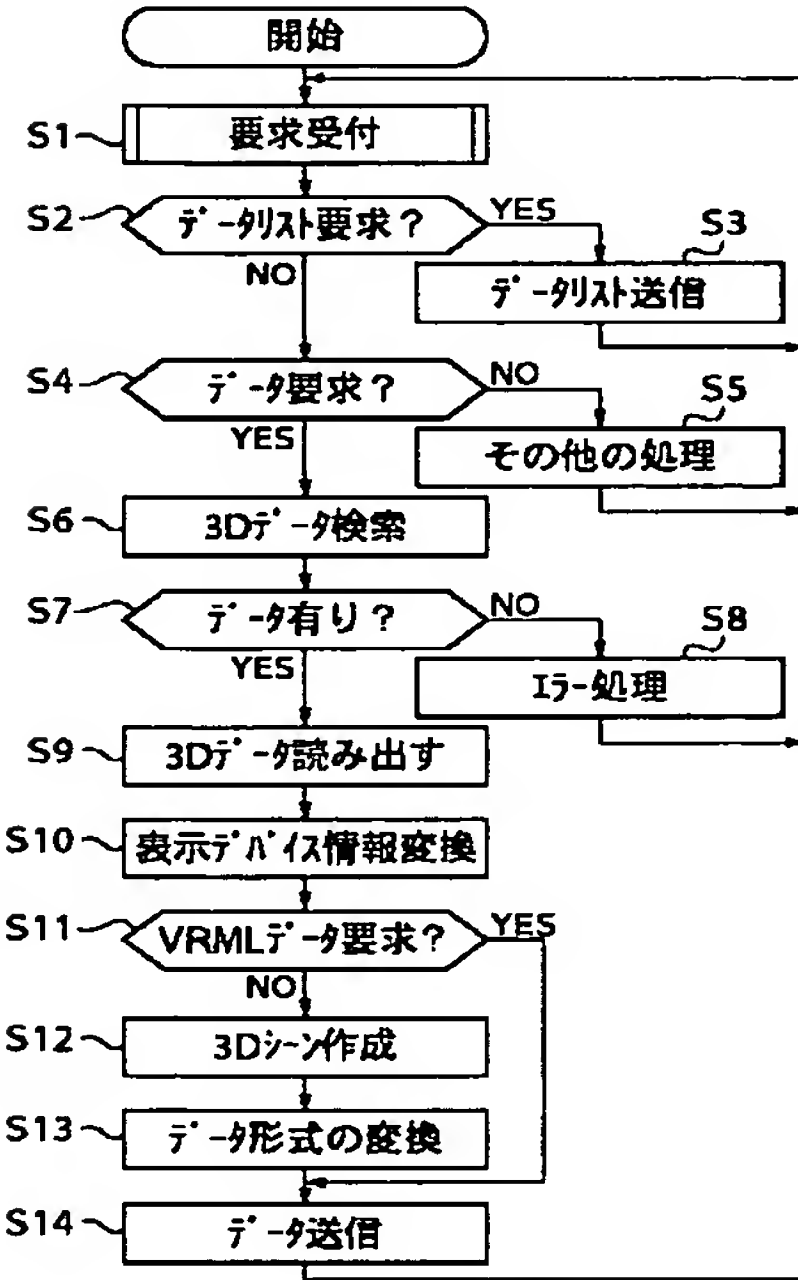 開始
S1 要求受付
S2 データリスト要求？ YES
S3
NO
データリスト送信
S4 データ要求？ NO
S5
YES
その他の処理
S6 3Dデータ検索
S7 データ有り？ NO
S8
YES
エラー処理
S9 3Dデータ読み出す
S10 表示デバイス情報変換
S11 VRMLデータ要求？ YES
NO
S12 3Dシーン作成
S13 データ形式の変換
S14 データ送信